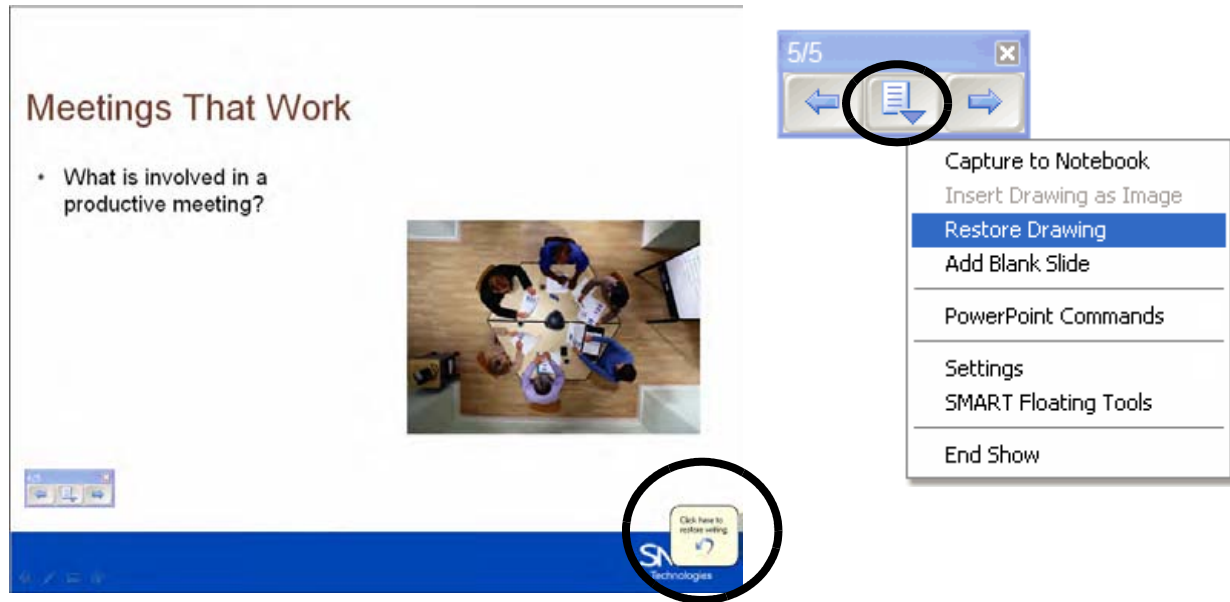 Meetings That Work
• What is involved in a
productive meeting?
Click here to
restore writing
Technologies
5/5
Capture to Notebook
Insert Drawing as Image
Restore Drawing
Add Blank Slide
PowerPoint Commands
Settings
SMART Floating Tools
End Show